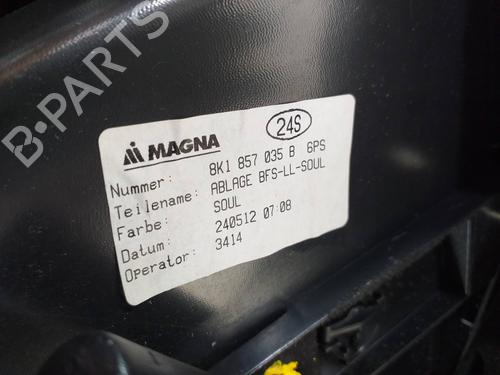 B-PARTS
MAGNA
24S
Nummer: 8K1 857 035 B 6PS
Teilename: ABLAGE BFS-LL-SOUL
Farbe: SOUL
Datum: 240512 07:08
Operator: 3414